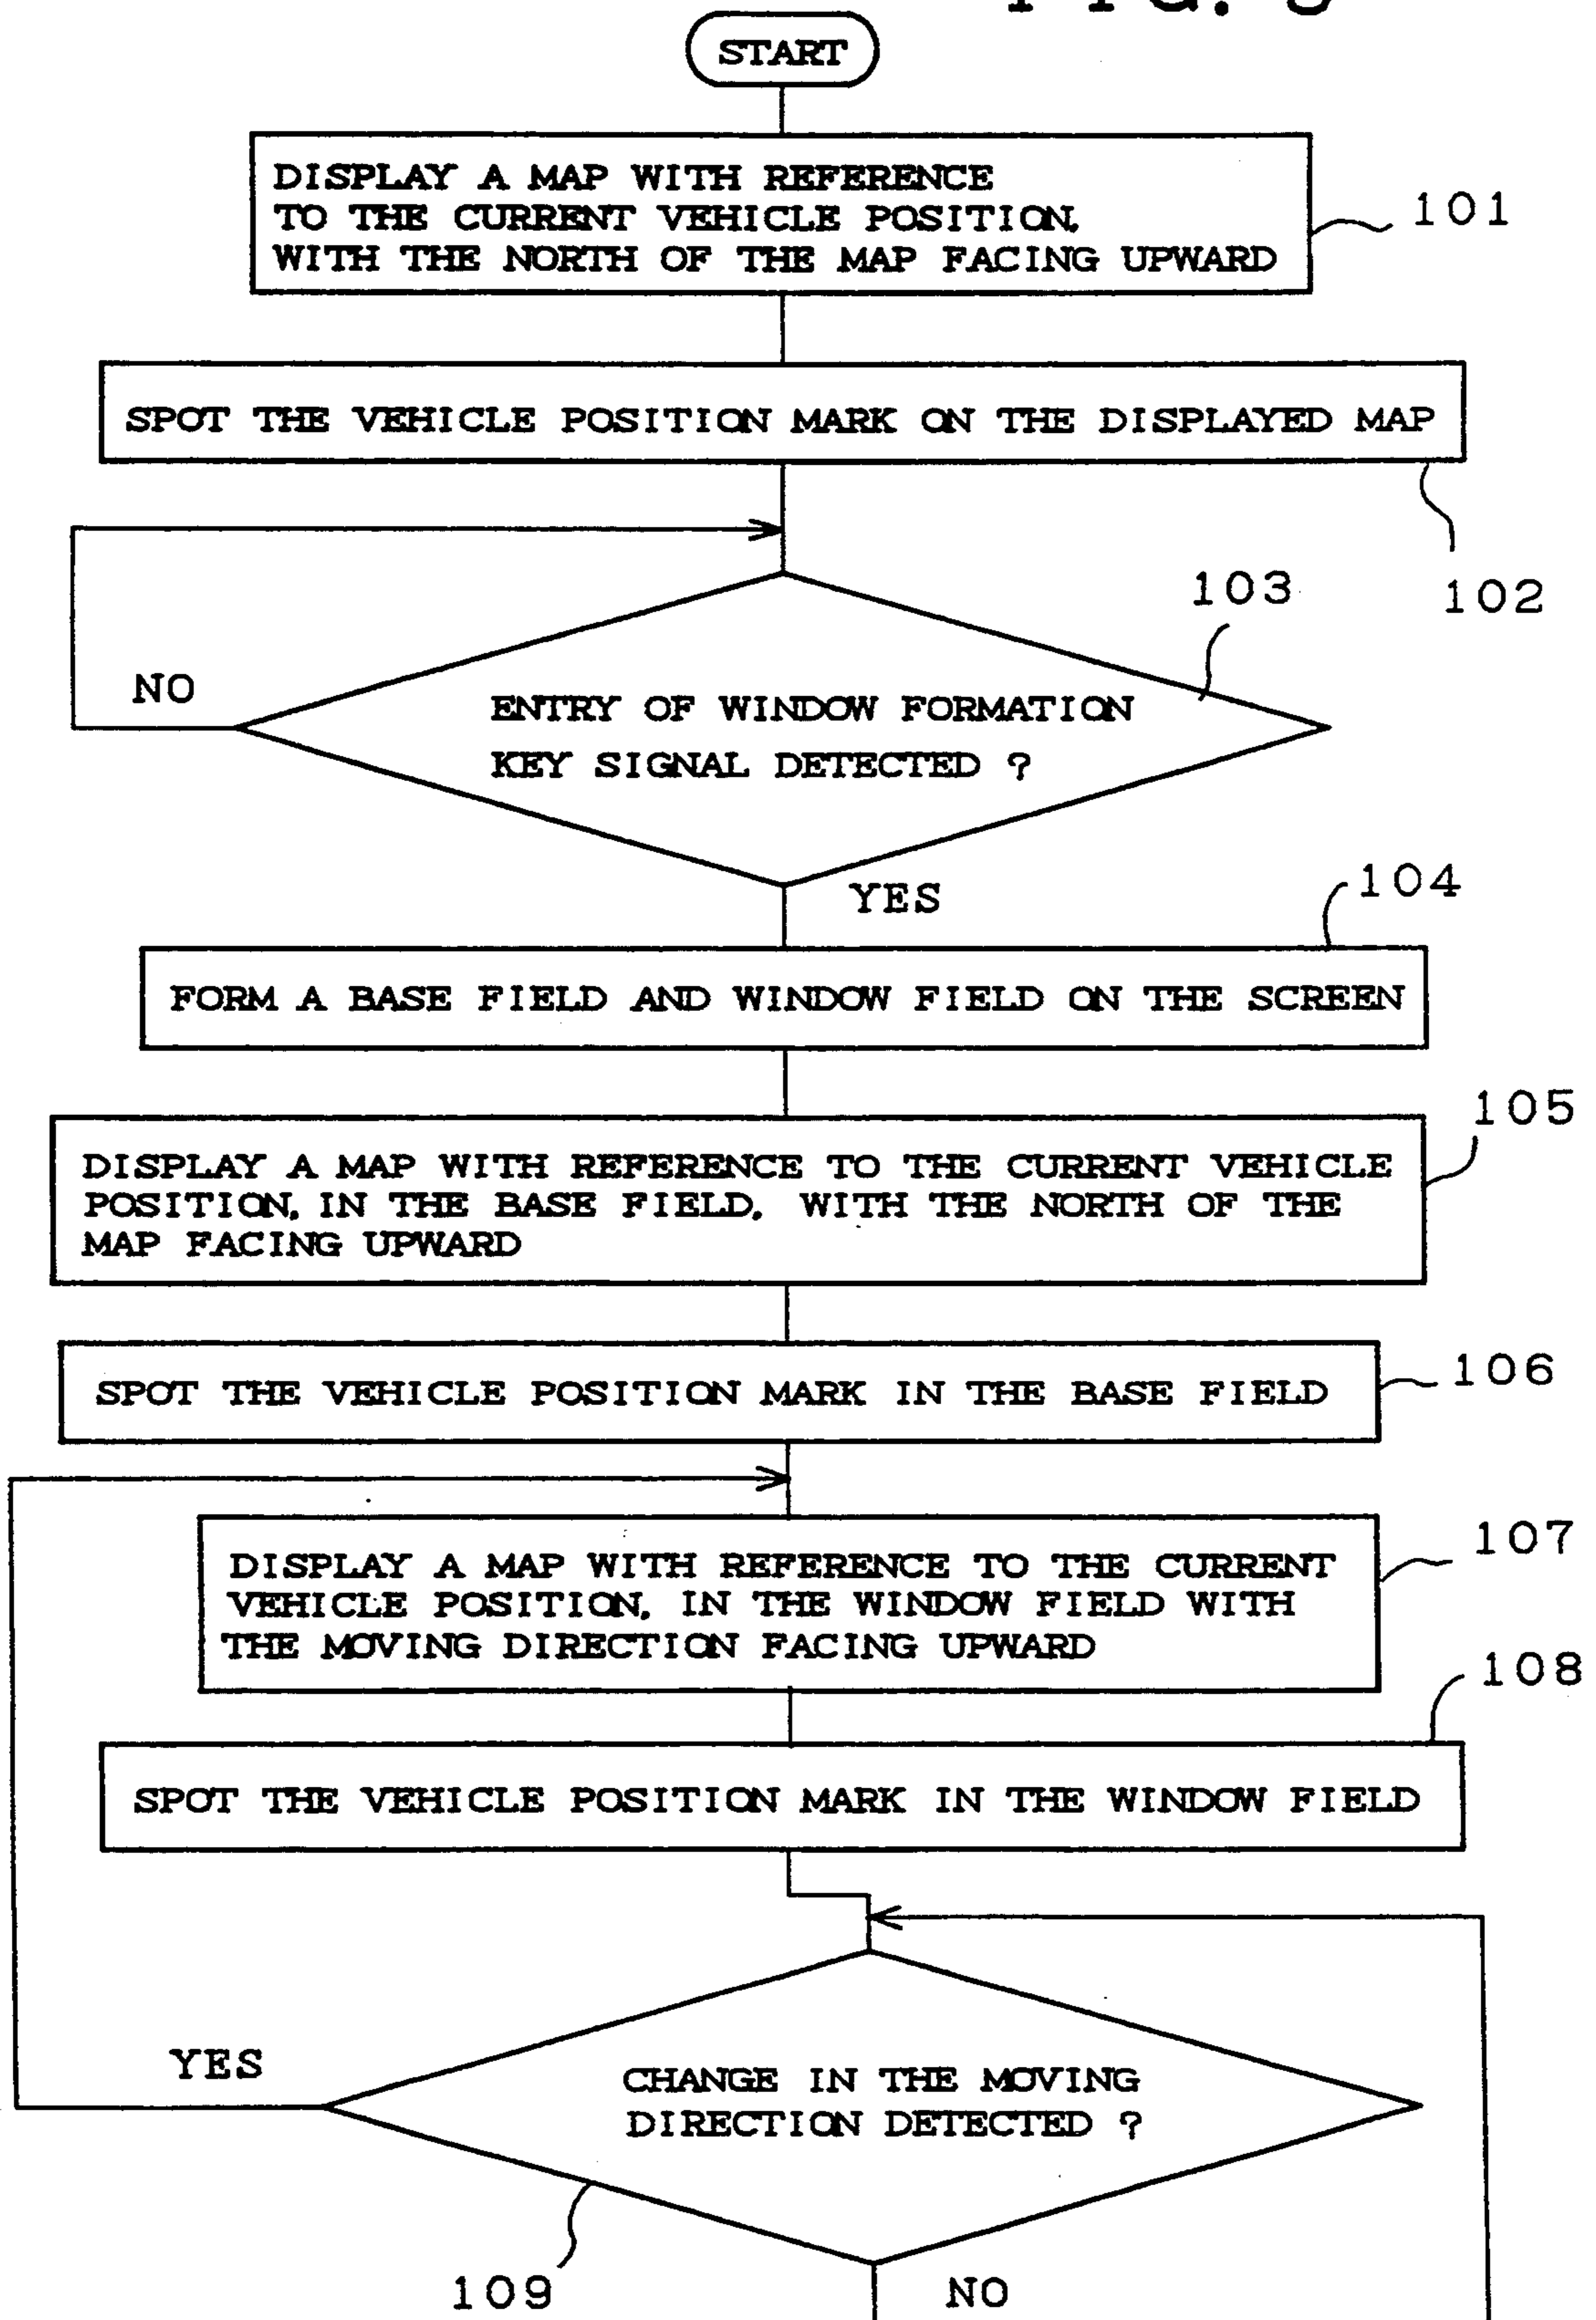 FIG.
START
DISPLAY A MAP WITH REFERENCE
TO THE CURRENT VEHICLE POSITION,
WITH THE NORTH OF THE MAP FACING UPWARD
101
SPOT THE VEHICLE POSITION MARK ON THE DISPLAYED MAP
102
103
NO
ENTRY OF WINDOW FORMATION
KEY SIGNAL DETECTED ?
YES
104
FORM A BASE FIELD AND WINDOW FIELD ON THE SCREEN
105
DISPLAY A MAP WITH REFERENCE TO THE CURRENT VEHICLE
POSITION, IN THE BASE FIELD, WITH THE NORTH OF THE
MAP FACING UPWARD
106
SPOT THE VEHICLE POSITION MARK IN THE BASE FIELD
107
DISPLAY A MAP WITH REFERENCE TO THE CURRENT
VEHICLE POSITION, IN THE WINDOW FIELD WITH
THE MOVING DIRECTION FACING UPWARD
108
SPOT THE VEHICLE POSITION MARK IN THE WINDOW FIELD
YES
CHANGE IN THE MOVING
DIRECTION DETECTED ?
109
NO